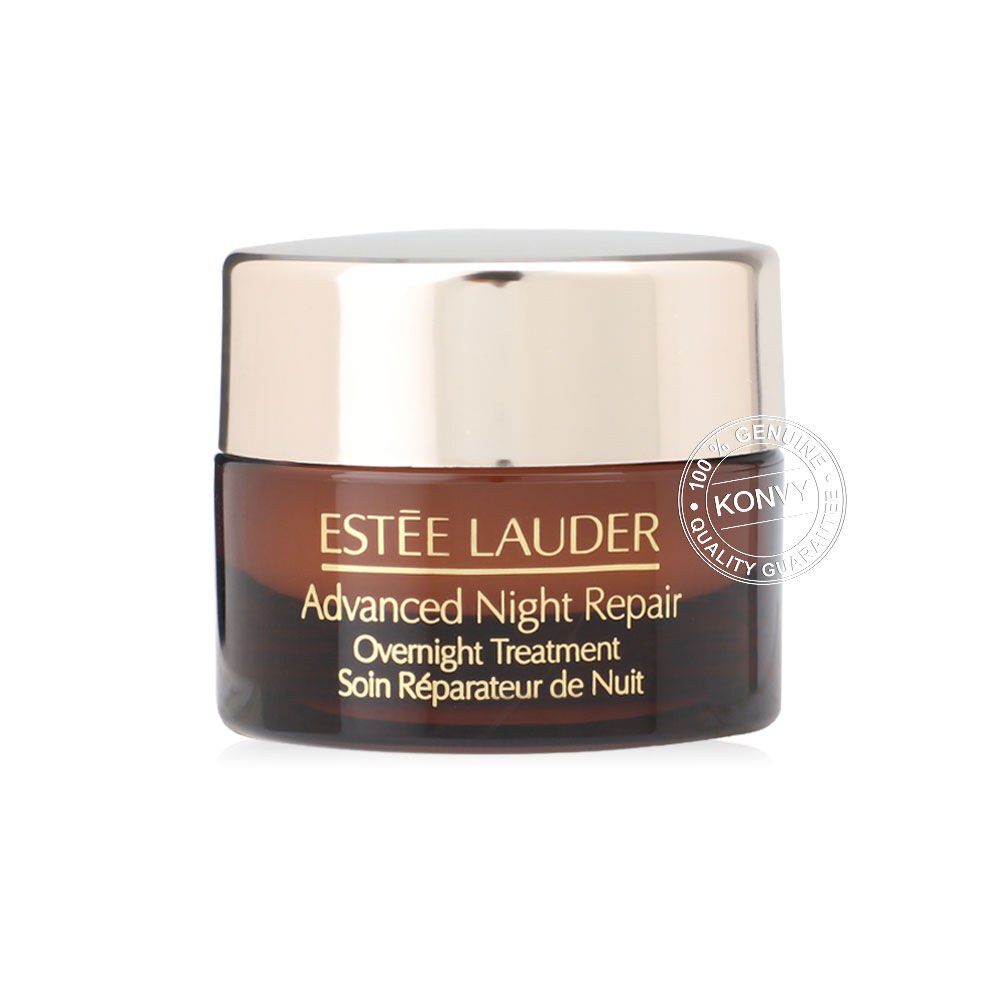 ESTĒE LAUDER
Advanced Night Repair
Overnight Treatment
Soin Réparateur de Nuit
100% GENUINE
KONVY
QUALITY GUARANTEE